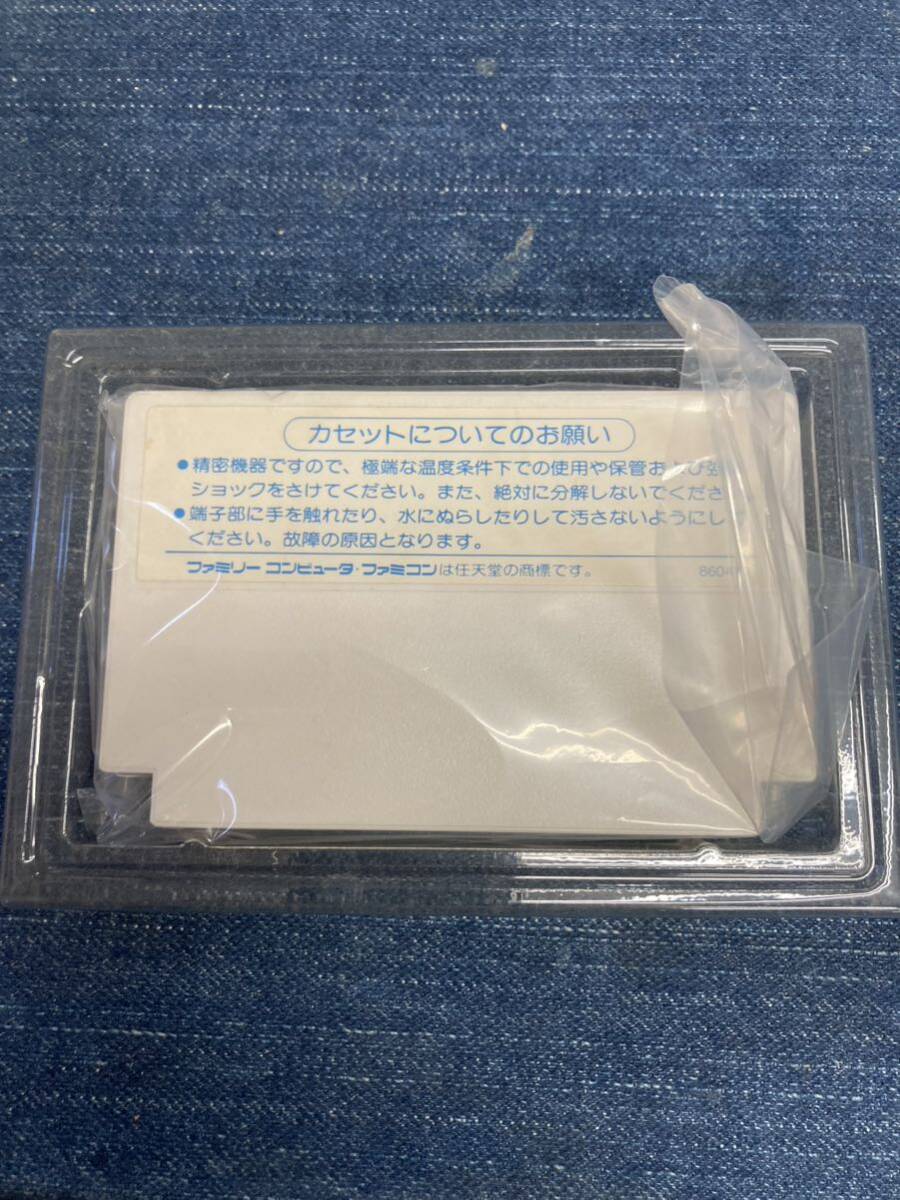 カセットについてのお願い
●精密機器ですので、極端な温度条件下での使用や保管および強
ショックをさけてください。また、絶対に分解しないでくださ
●端子部に手を触れたり、水にぬらしたりして汚さないようにし
ください。故障の原因となります。
ファミリーコンピュータ・ファミコンは任天堂の商標です。
8604